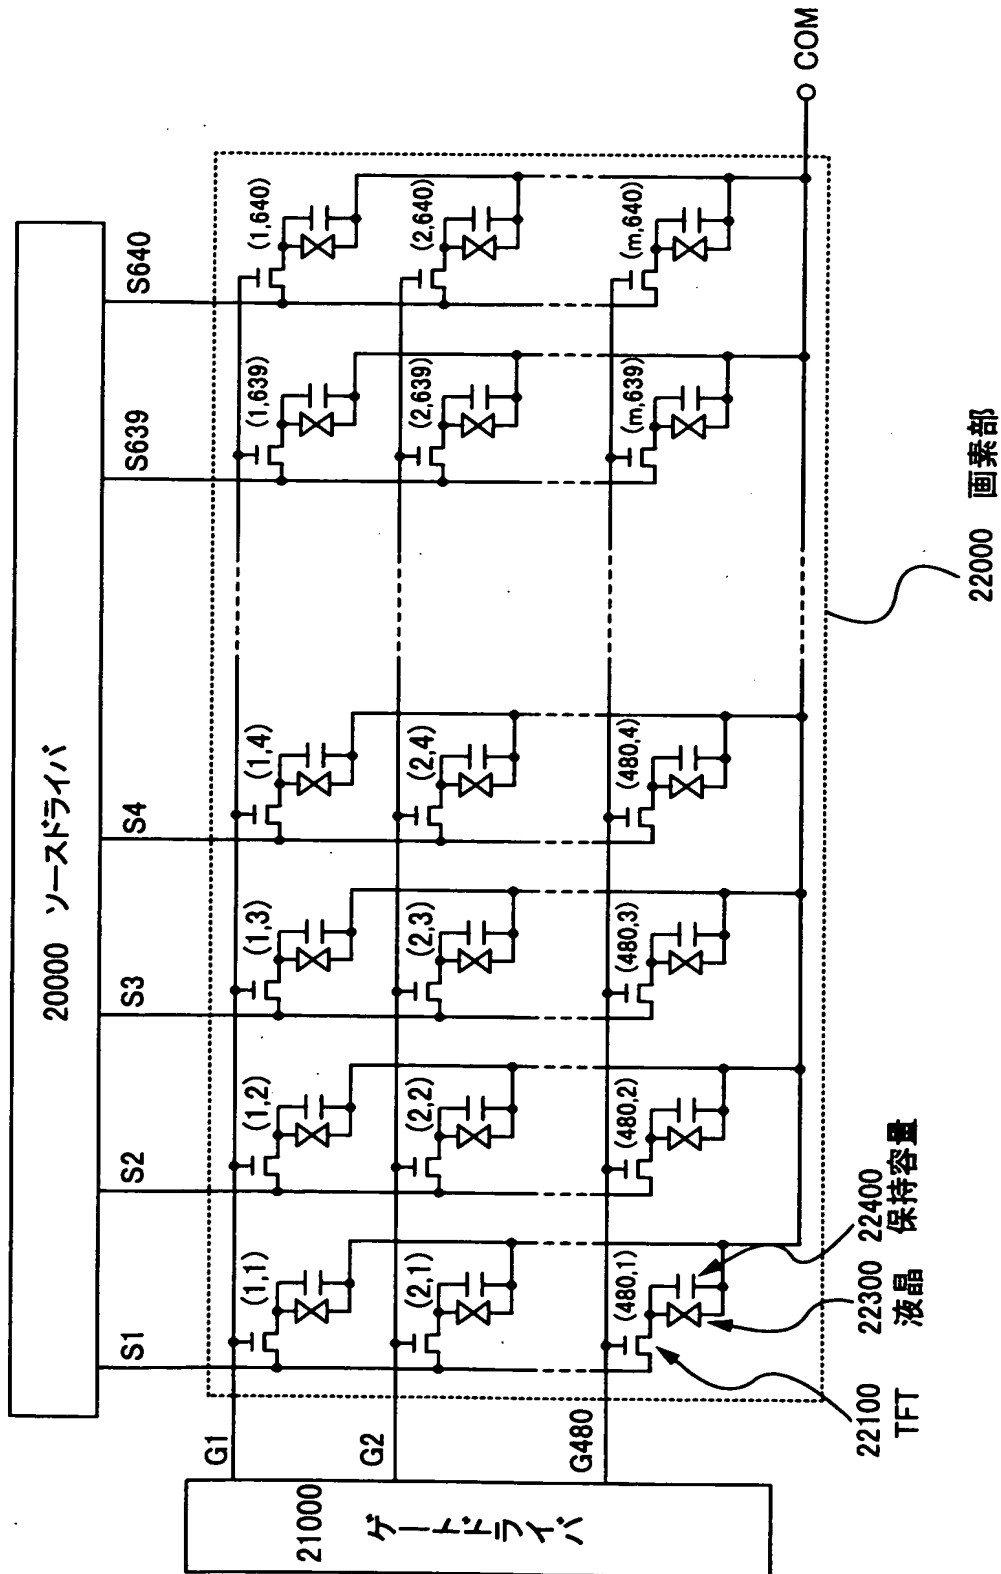 20000 ソースドライバ
S1
S2
S3
S4
S639
S640
21000
ゲートドライバ
G1
(1,1)
(1,2)
(1,3)
(1,4)
(1,639)
(1,640)
G2
(2,1)
(2,2)
(2,3)
(2,4)
(2,639)
(2,640)
G480
(480,1)
(480,2)
(480,3)
(480,4)
(m,639)
(m,640)
COM
22100
TFT
22300
液晶
22400
保持容量
22000 画素部